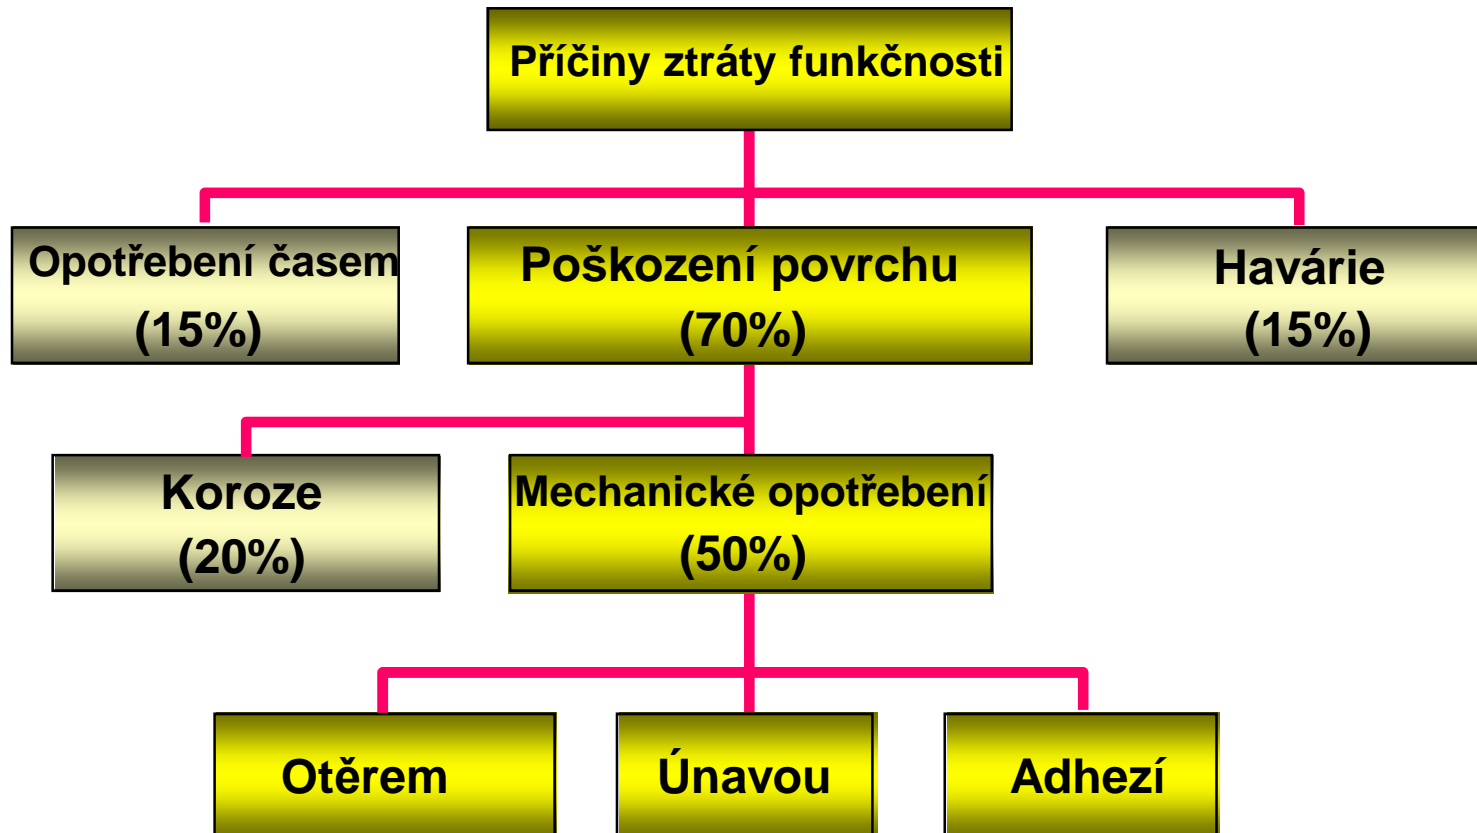 Příčiny ztráty funkčnosti
Opotřebení časem
(15%)
Poškození povrchu
(70%)
Havárie
(15%)
Koroze
(20%)
Mechanické opotřebení
(50%)
Otěrem
Únavou
Adhezí